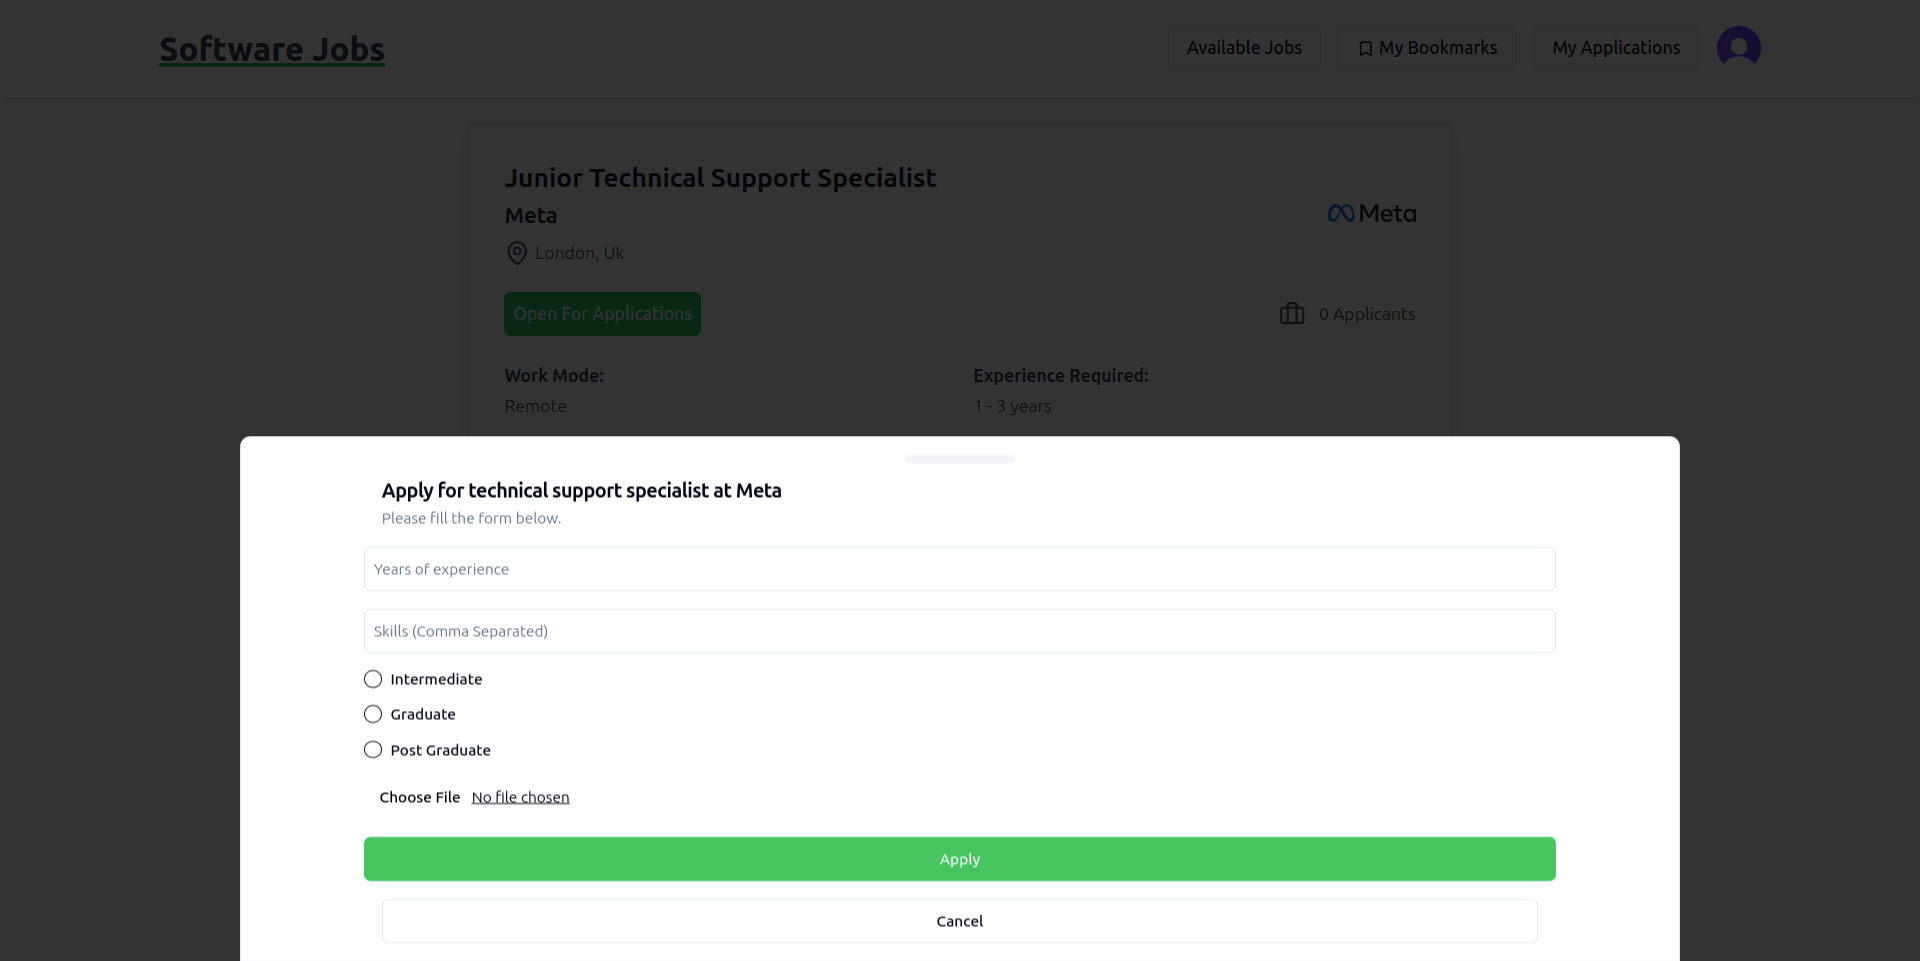 Software Jobs
Available Jobs
My Bookmarks
My Applications
Junior Technical Support Specialist
Meta
Meta
London, Uk
Open For Applications
0 Applicants
Work Mode:
Experience Required:
Remote
1 - 3 years
Apply for technical support specialist at Meta
Please fill the form below.
Years of experience
Skills (Comma Separated)
Intermediate
Graduate
Post Graduate
Choose File No file chosen
Apply
Cancel